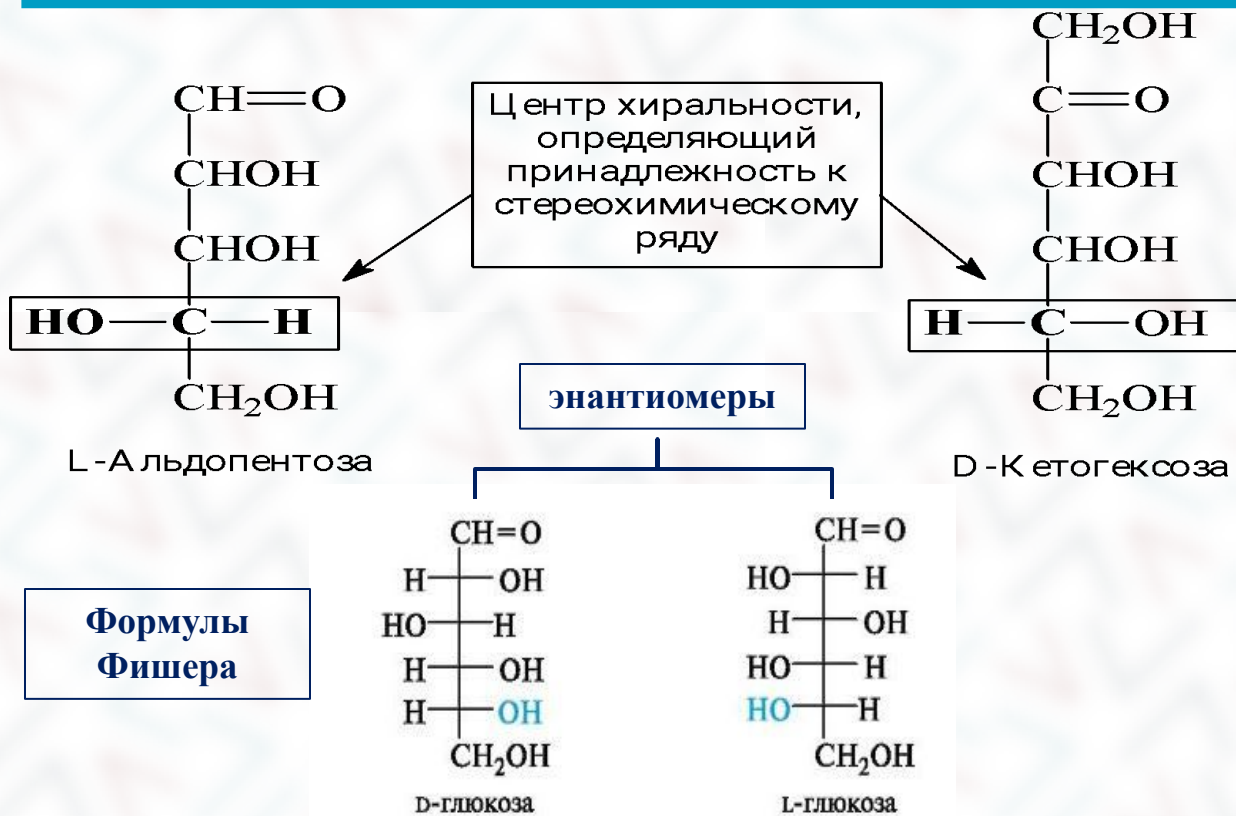 CH=O
CHOH
CHOH
HO—C—H
CH₂OH
L-Альдопентоза
Центр хиральности,
определяющий
принадлежность к
стереохимическому
ряду
CH₂OH
C=O
CHOH
CHOH
H—C—OH
CH₂OH
D-Кетогексоза
энантиомеры
Формулы
Фишера
CH=O
H OH
HO H
H OH
H OH
CH₂OH
D-глюкоза
CH=O
HO H
H OH
HO H
HO H
CH₂OH
L-глюкоза